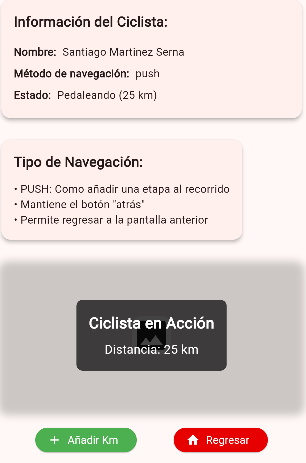 Información del Ciclista:
Nombre: Santiago Martinez Serna
Método de navegación: push
Estado: Pedaleando (25 km)
Tipo de Navegación:
• PUSH: Como añadir una etapa al recorrido
• Mantiene el botón "atrás"
• Permite regresar a la pantalla anterior
Ciclista en Acción
Distancia: 25 km
+ Añadir Km
Regresar